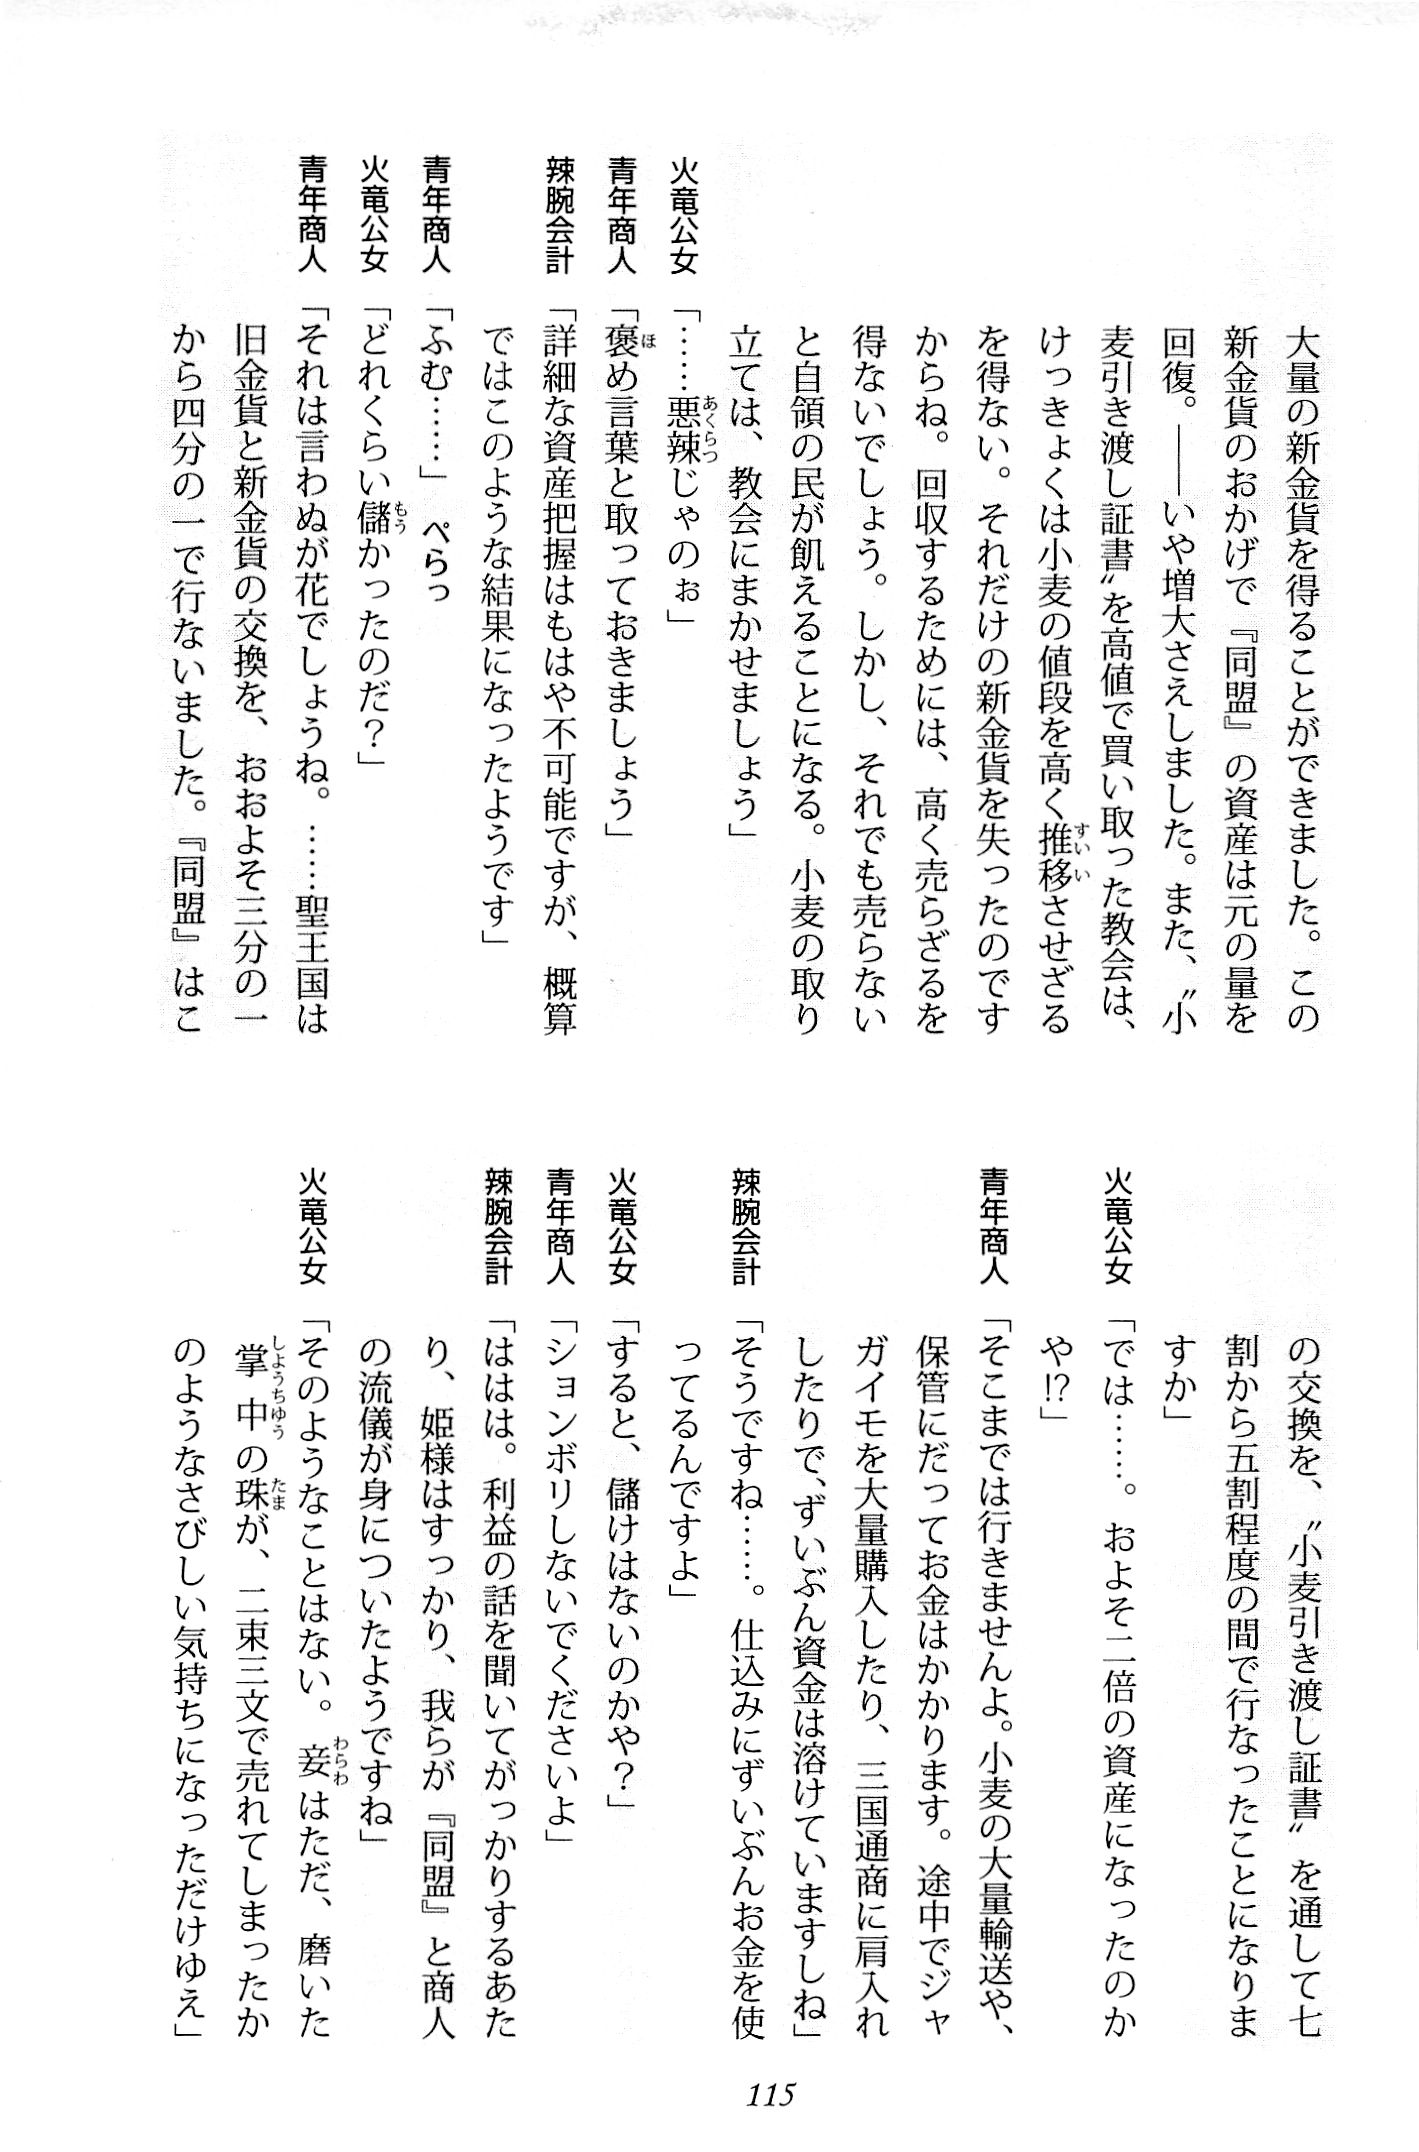 大量の新金貨を得ることができました。この
新金貨のおかげで『同盟』の資産は元の量を
回復。――いや増大さえしました。また、〝小
麦引き渡し証書〟を高値で買い取った教会は、
けっきょくは小麦の値段を高く推移させざる
を得ない。それだけの新金貨を失ったのです
からね。回収するためには、高く売らざるを
得ないでしょう。しかし、それでも売らない
と自領の民が飢えることになる。小麦の取り
立ては、教会にまかせましょう」
火竜公女「……悪辣じゃのぉ」
青年商人「褒め言葉と取っておきましょう」
辣腕会計「詳細な資産把握はもはや不可能ですが、概算
ではこのような結果になったようです」
青年商人「ふむ……」ぺらっ
火竜公女「どれくらい儲かったのだ?」
青年商人「それは言わぬが花でしょうね。……聖王国は
旧金貨と新金貨の交換を、おおよそ三分の一
から四分の一で行ないました。『同盟』はこ
の交換を、〝小麦引き渡し証書〟を通して七
割から五割程度の間で行なったことになりま
すか」
火竜公女「では……。およそ二倍の資産になったのか
や!?」
青年商人「そこまでは行きませんよ。小麦の大量輸送や、
保管にだってお金はかかります。途中でジャ
ガイモを大量購入したり、三国通商に肩入れ
したりで、ずいぶん資金は溶けていますしね」
辣腕会計「そうですね……。仕込みにずいぶんお金を使
ってるんですよ」
火竜公女「すると、儲けはないのかや?」
青年商人「ションボリしないでくださいよ」
辣腕会計「ははは。利益の話を聞いてがっかりするあた
り、姫様はすっかり、我らが『同盟』と商人
の流儀が身についたようですね」
火竜公女「そのようなことはない。妾はただ、磨いた
掌中の珠が、二束三文で売れてしまったか
のようなさびしい気持ちになっただけゆえ」
115